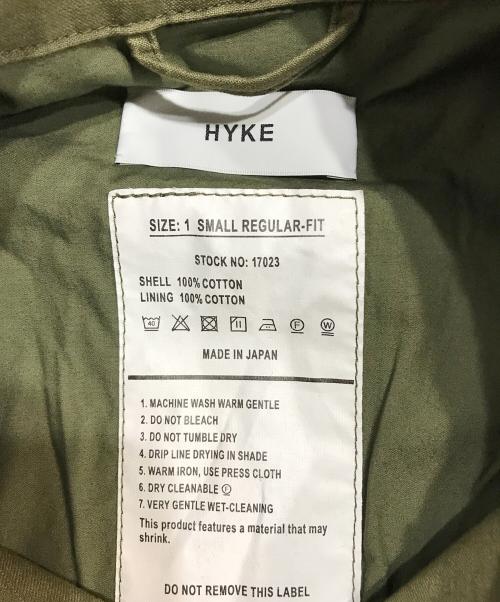 HYKE
SIZE: 1 SMALL REGULAR-FIT
STOCK NO: 17023
SHELL 100% COTTON
LINING 100% COTTON
40 F W
MADE IN JAPAN
1. MACHINE WASH WARM GENTLE
2. DO NOT BLEACH
3. DO NOT TUMBLE DRY
4. DRIP LINE DRYING IN SHADE
5. WARM IRON, USE PRESS CLOTH
6. DRY CLEANABLE Ⓕ
7. VERY GENTLE WET-CLEANING
This product features a material that may
shrink.
DO NOT REMOVE THIS LABEL